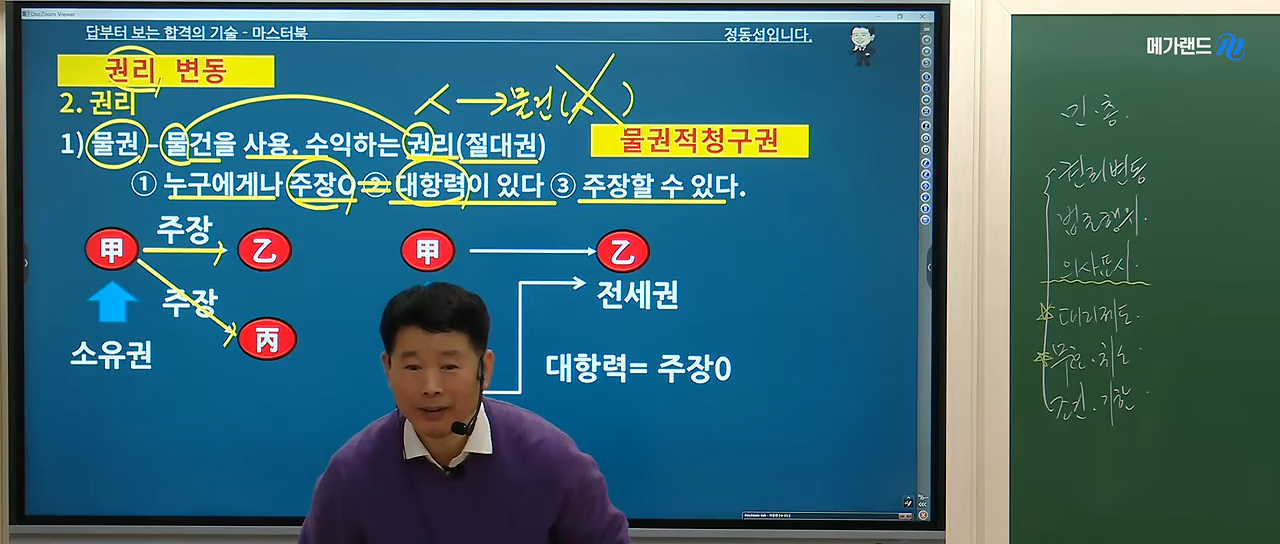 DocZoom Viewer
답부터 보는 합격의 기술 - 마스터북
정동섭입니다.
메가랜드
권리 변동
2. 권리
人 → 물건( )
1) 물권 - 물건을 사용. 수익하는 권리(절대권)
물권적청구권
① 누구에게나 주장O = ② 대항력이 있다 ③ 주장할 수 있다.
甲 주장 乙
주장
丙
소유권
甲 乙
전세권
대항력= 주장0
민.총.
권리변동
법률행위.
의사표시.
대리제도.
무효.취소.
조건.기한.